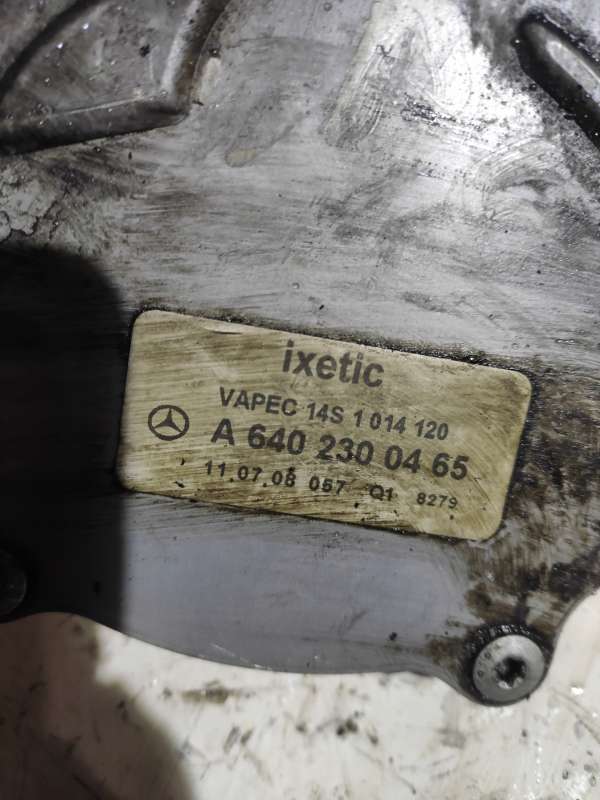 ixetic
VAPEC 14S 1 014 120
A 640 230 04 65
11.07.08 057 Q1 8279